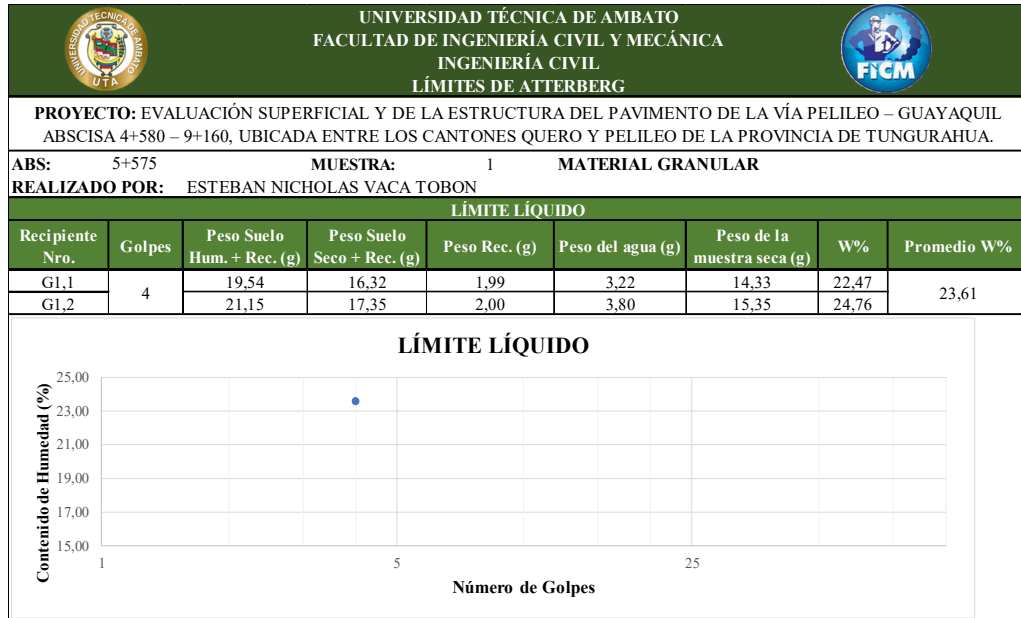 UNIVERSIDAD TECNICA DE AMBATO
UTA
UNIVERSIDAD TÉCNICA DE AMBATO
FACULTAD DE INGENIERÍA CIVIL Y MECÁNICA
INGENIERÍA CIVIL
LÍMITES DE ATTERBERG
FICM
PROYECTO: EVALUACIÓN SUPERFICIAL Y DE LA ESTRUCTURA DEL PAVIMENTO DE LA VÍA PELILEO – GUAYAQUIL
ABSCISA 4+580 – 9+160, UBICADA ENTRE LOS CANTONES QUERO Y PELILEO DE LA PROVINCIA DE TUNGURAHUA.
ABS: 5+575 MUESTRA: 1 MATERIAL GRANULAR
REALIZADO POR: ESTEBAN NICHOLAS VACA TOBON
LÍMITE LÍQUIDO
Recipiente Nro. Golpes Peso Suelo Hum. + Rec. (g) Peso Suelo Seco + Rec. (g) Peso Rec. (g) Peso del agua (g) Peso de la muestra seca (g) W% Promedio W%
G1,1 4 19,54 16,32 1,99 3,22 14,33 22,47 23,61
G1,2 21,15 17,35 2,00 3,80 15,35 24,76
LÍMITE LÍQUIDO
Contenido de Humedad (%)
25,00
23,00
21,00
19,00
17,00
15,00
1 5 25
Número de Golpes